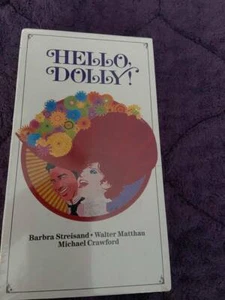 HELLO,
DOLLY!
Barbra Streisand • Walter Matthau
Michael Crawford